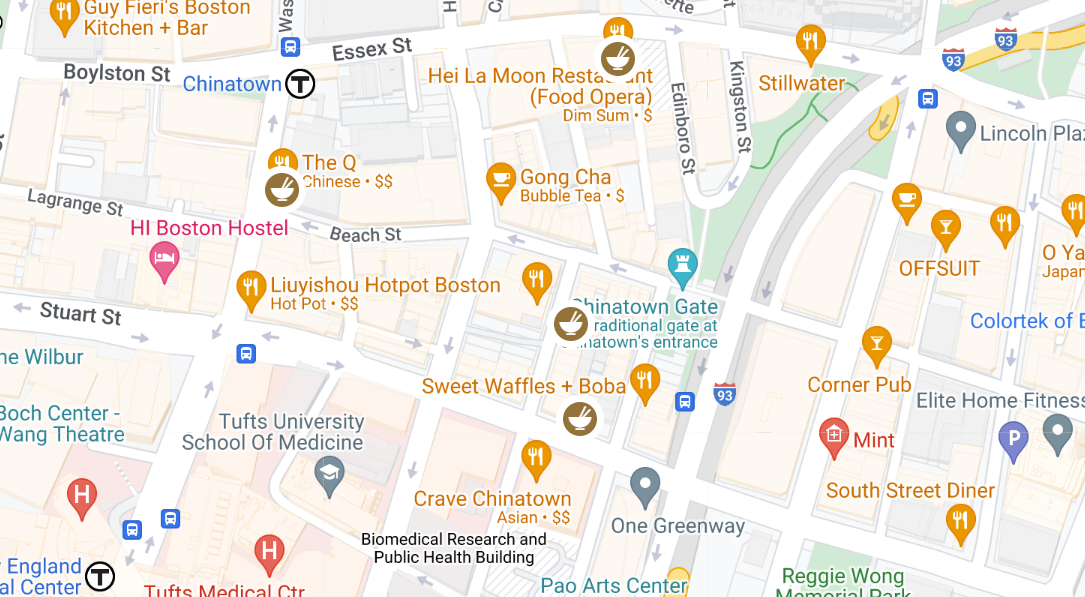 Guy Fieri's Boston
Kitchen + Bar
Essex St
Boylston St
Chinatown
T
Hei La Moon Restaurant
(Food Opera)
Dim Sum • $
Stillwater
93
93
Edinboro St
Kingston St
Lincoln Plaz
The Q
Chinese • $$
Gong Cha
Bubble Tea • $
Lagrange St
HI Boston Hostel
Beach St
OFFSUIT
O Ya
Japan
Liuyishou Hotpot Boston
Hot Pot • $$
Chinatown Gate
raditional gate at
inatown's entrance
Stuart St
Colortek of B
ne Wilbur
Sweet Waffles + Boba
93
Corner Pub
Elite Home Fitness
Boch Center -
Wang Theatre
Tufts University
School Of Medicine
Mint
P
H
Crave Chinatown
Asian • $$
South Street Diner
One Greenway
Biomedical Research and
Public Health Building
H
England
al Center
T
Tufts Medical Ctr
Pao Arts Center
Reggie Wong
Memorial Park